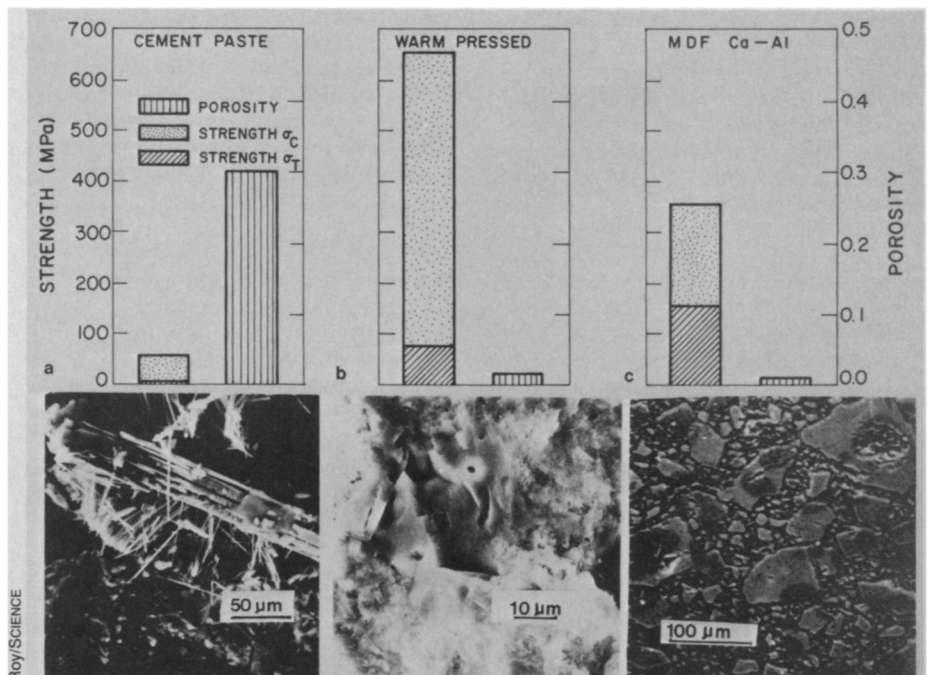 CEMENT PASTE
WARM PRESSED
MDF Ca-Al
POROSITY
STRENGTH σC
STRENGTH σT
STRENGTH (MPa)
700
600
500
400
300
200
100
0
0.5
0.4
0.3
0.2
0.1
0.0
POROSITY
a
b
c
50 μm
10 μm
100 μm
Roy/SCIENCE